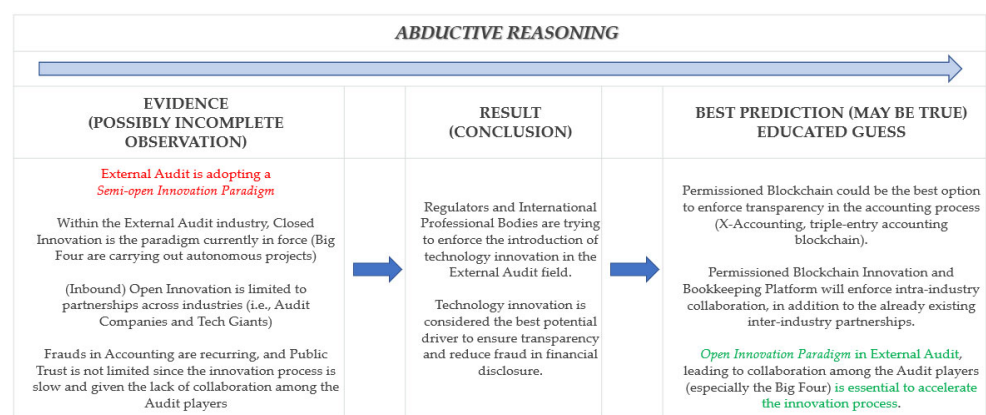 ABDUCTIVE REASONING
EVIDENCE
(POSSIBLY INCOMPLETE
OBSERVATION)
RESULT
(CONCLUSION)
BEST PREDICTION (MAY BE TRUE)
EDUCATED GUESS
External Audit is adopting a
Semi-open Innovation Paradigm
Within the External Audit industry, Closed
Innovation is the paradigm currently in force (Big
Four are carrying out autonomous projects)
(Inbound) Open Innovation is limited to
partnerships across industries (i.e., Audit
Companies and Tech Giants)
Frauds in Accounting are recurring, and Public
Trust is not limited since the innovation process is
slow and given the lack of collaboration among the
Audit players
Regulators and International
Professional Bodies are trying
to enforce the introduction of
technology innovation in the
External Audit field.
Technology innovation is
considered the best potential
driver to ensure transparency
and reduce fraud in financial
disclosure.
Permissioned Blockchain could be the best option
to enforce transparency in the accounting process
(X-Accounting, triple-entry accounting
blockchain).
Permissioned Blockchain Innovation and
Bookkeeping Platform will enforce intra-industry
collaboration, in addition to the already existing
inter-industry partnerships.
Open Innovation Paradigm in External Audit,
leading to collaboration among the Audit players
(especially the Big Four) is essential to accelerate
the innovation process.